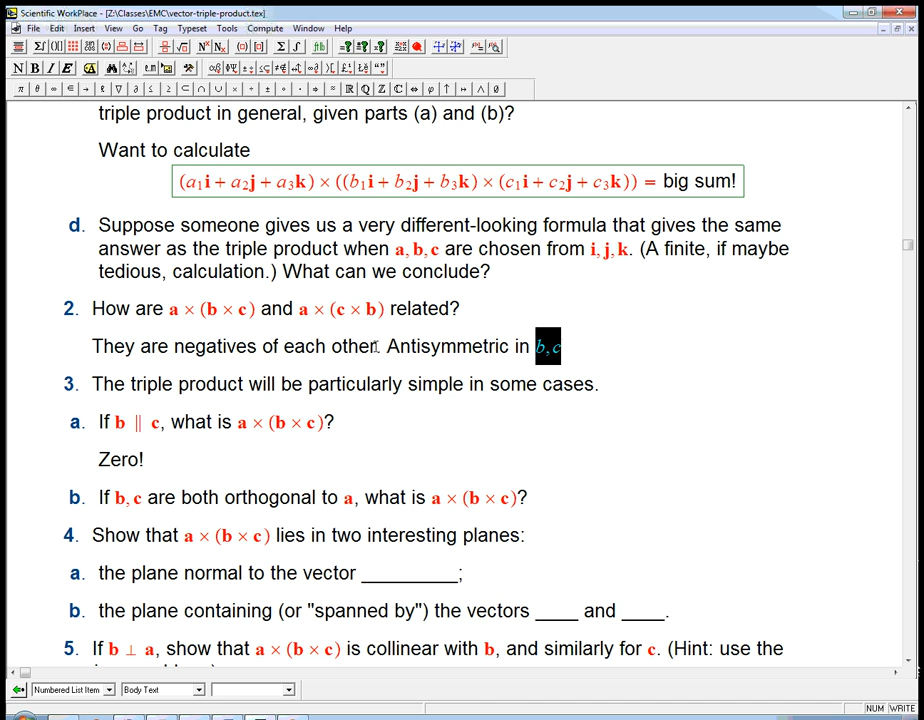 Scientific WorkPlace - [Z:\Classes\EMC\vector-triple-product.tex]
File Edit Insert View Go Tag Typeset Tools Compute Window Help
triple product in general, given parts (a) and (b)?
Want to calculate
(a₁i + a₂j + a₃k) × ((b₁i + b₂j + b₃k) × (c₁i + c₂j + c₃k)) = big sum!
d. Suppose someone gives us a very different-looking formula that gives the same
answer as the triple product when a, b, c are chosen from i, j, k. (A finite, if maybe
tedious, calculation.) What can we conclude?
2. How are a × (b × c) and a × (c × b) related?
They are negatives of each other. Antisymmetric in b, c
3. The triple product will be particularly simple in some cases.
a. If b ∥ c, what is a × (b × c)?
Zero!
b. If b, c are both orthogonal to a, what is a × (b × c)?
4. Show that a × (b × c) lies in two interesting planes:
a. the plane normal to the vector _________;
b. the plane containing (or "spanned by") the vectors ____ and ____.
5. If b ⊥ a, show that a × (b × c) is collinear with b, and similarly for c. (Hint: use the
Numbered List Item Body Text
NUM WRITE